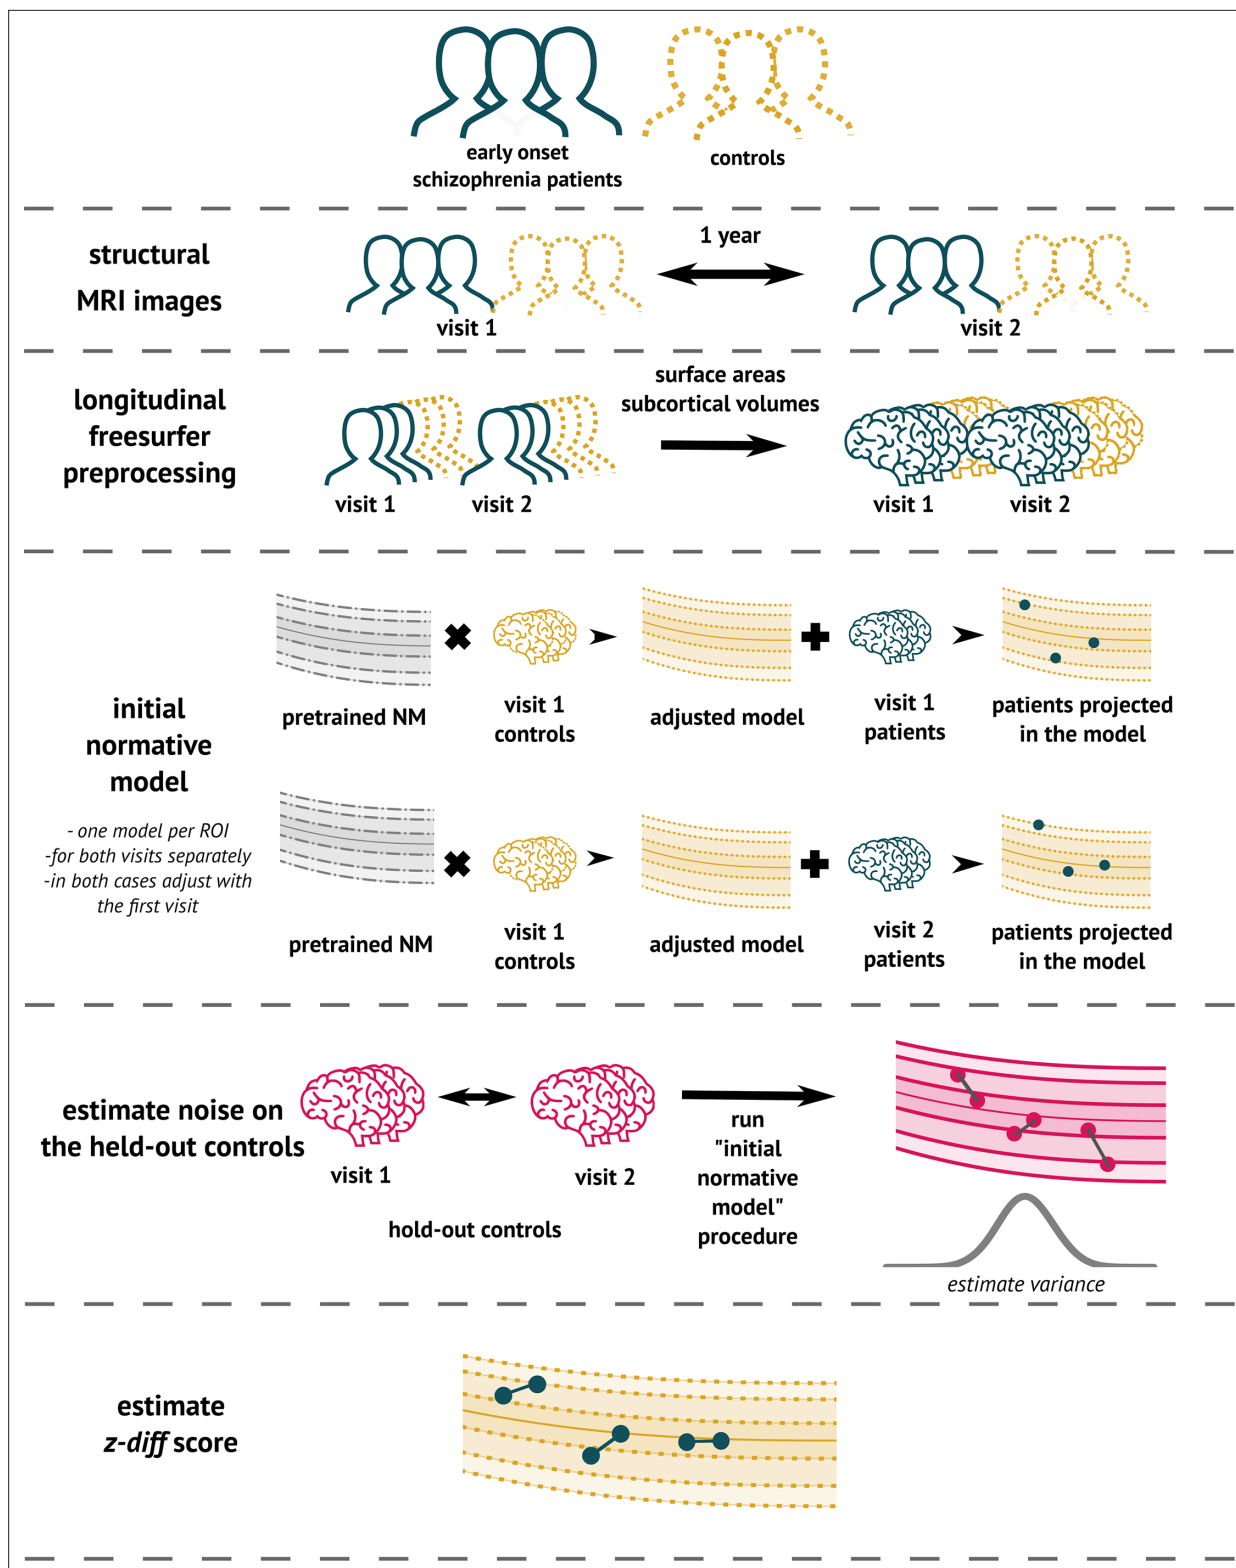 early onset
schizophrenia patients
controls
structural
MRI images
1 year
visit 1
visit 2
longitudinal
freesurfer
preprocessing
surface areas
subcortical volumes
visit 1
visit 2
visit 1
visit 2
initial
normative
model
- one model per ROI
-for both visits separately
-in both cases adjust with
the first visit
pretrained NM
visit 1
controls
adjusted model
visit 1
patients
patients projected
in the model
pretrained NM
visit 1
controls
adjusted model
visit 2
patients
patients projected
in the model
estimate noise on
the held-out controls
visit 1
visit 2
hold-out controls
run
"initial
normative
model"
procedure
estimate variance
estimate
z-diff score